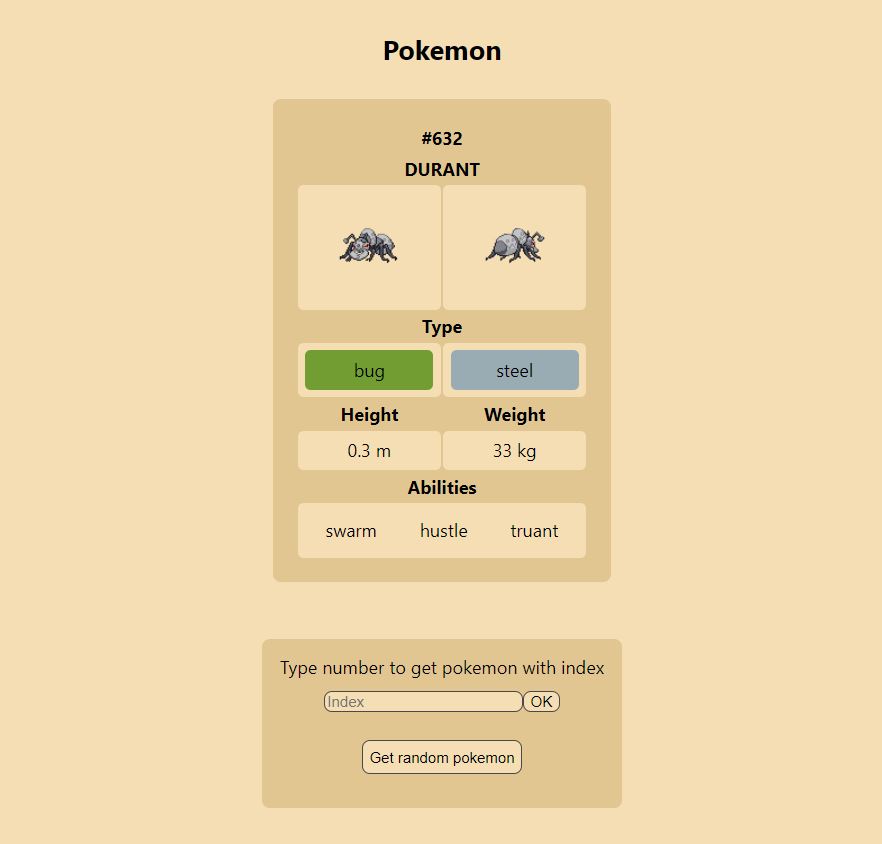 Pokemon
#632
DURANT
Type
bug steel
Height Weight
0.3 m 33 kg
Abilities
swarm hustle truant
Type number to get pokemon with index
Index OK
Get random pokemon